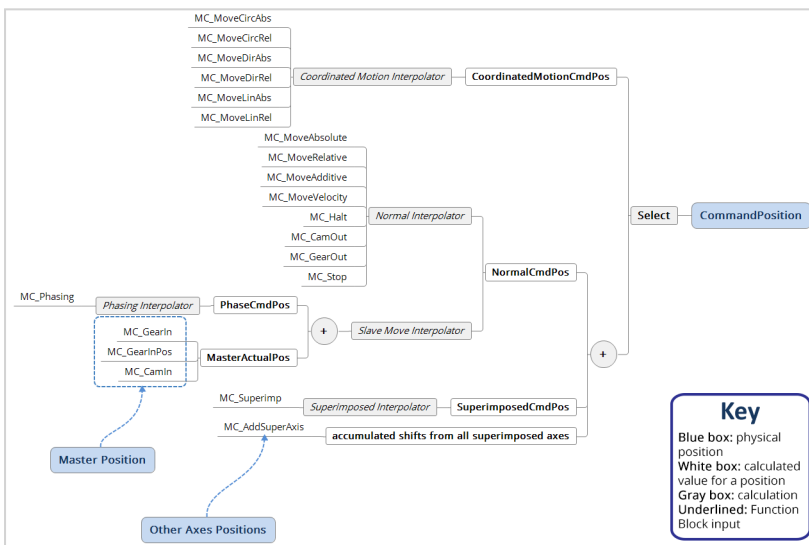 MC_MoveCircAbs
MC_MoveCircRel
MC_MoveDirAbs
MC_MoveDirRel
MC_MoveLinAbs
MC_MoveLinRel
Coordinated Motion Interpolator
CoordinatedMotionCmdPos
MC_MoveAbsolute
MC_MoveRelative
MC_MoveAdditive
MC_MoveVelocity
MC_Halt
MC_CamOut
MC_GearOut
MC_Stop
Normal Interpolator
NormalCmdPos
Select
CommandPosition
MC_Phasing
Phasing Interpolator
PhaseCmdPos
MC_GearIn
MC_GearInPos
MC_CamIn
MasterActualPos
+
Slave Move Interpolator
+
MC_Superimp
Superimposed Interpolator
SuperimposedCmdPos
MC_AddSuperAxis
accumulated shifts from all superimposed axes
Master Position
Other Axes Positions
Key
Blue box: physical
position
White box: calculated
value for a position
Gray box: calculation
Underlined: Function
Block input